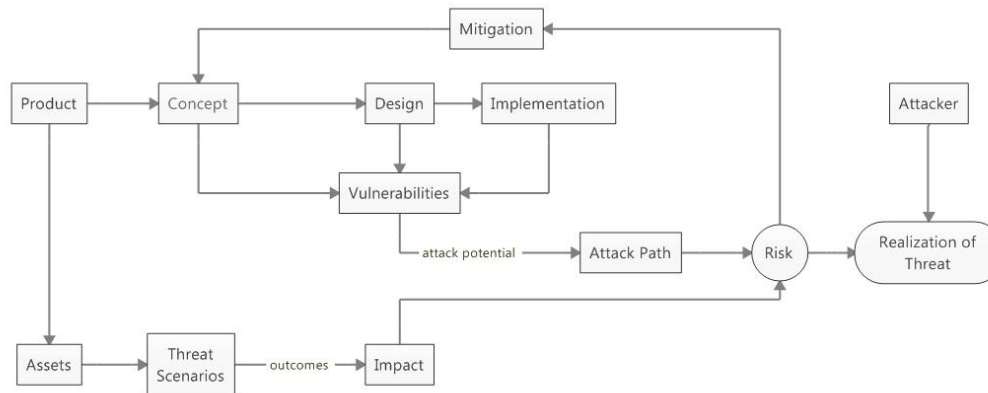 Mitigation
Product
Concept
Design
Implementation
Attacker
Vulnerabilities
attack potential
Attack Path
Risk
Realization of
Threat
Assets
Threat
Scenarios
outcomes
Impact